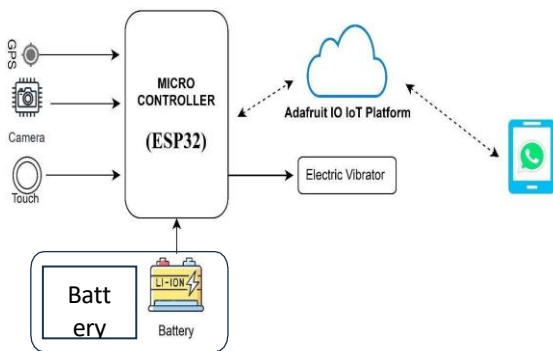 GPS
Camera
Touch
MICRO
CONTROLLER
(ESP32)
Adafruit IO IoT Platform
Electric Vibrator
Batt
ery
LI-ION
Battery